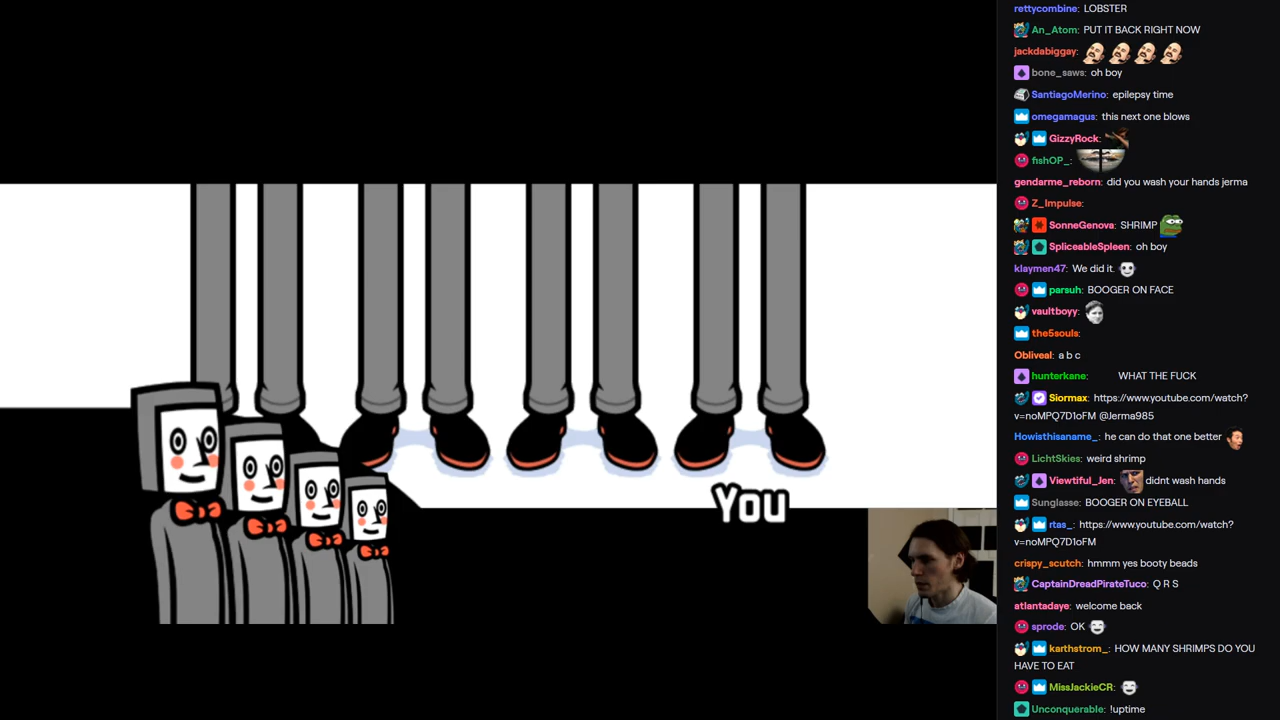 You
rettycombine: LOBSTER
An_Atom: PUT IT BACK RIGHT NOW
jackdabiggay:
bone_saws: oh boy
SantiagoMerino: epilepsy time
omegamagus: this next one blows
GizzyRock:
fishOP_:
gendarme_reborn: did you wash your hands jerma
Z_Impulse:
SonneGenova: SHRIMP
SpliceableSpleen: oh boy
klaymen47: We did it.
parsuh: BOOGER ON FACE
vaultboyy:
the5souls:
Obliveal: a b c
hunterkane: WHAT THE FUCK
Siormax: https://www.youtube.com/watch?
v=noMPQ7D1oFM @Jerma985
Howisthisaname_: he can do that one better
LichtSkies: weird shrimp
Viewtiful_Jen: didnt wash hands
Sunglasse: BOOGER ON EYEBALL
rtas_: https://www.youtube.com/watch?
v=noMPQ7D1oFM
crispy_scutch: hmmm yes booty beads
CaptainDreadPirateTuco: Q R S
atlantadaye: welcome back
sprode: OK
karthstrom_: HOW MANY SHRIMPS DO YOU
HAVE TO EAT
MissJackieCR:
Unconquerable: !uptime